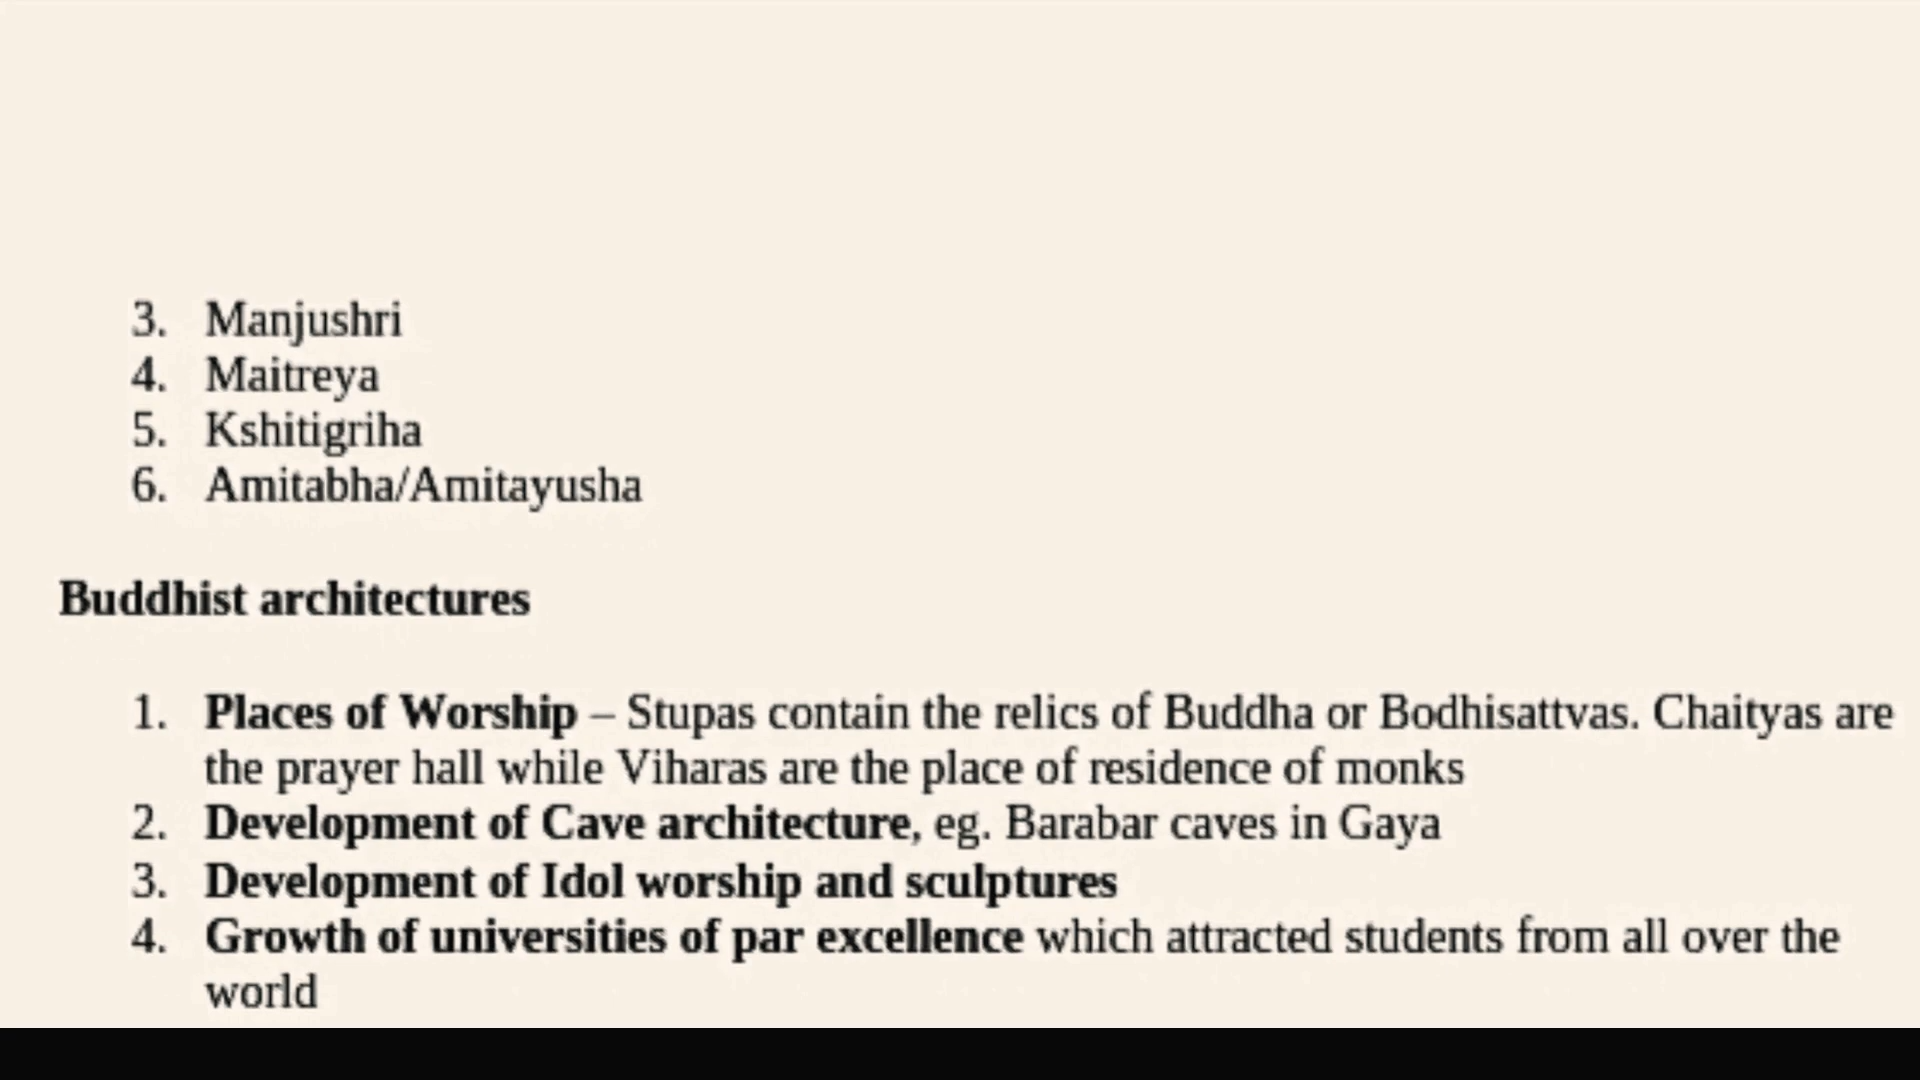 3. Manjushri
4. Maitreya
5. Kshitigriha
6. Amitabha/Amitayusha
Buddhist architectures
1. Places of Worship – Stupas contain the relics of Buddha or Bodhisattvas. Chaityas are
the prayer hall while Viharas are the place of residence of monks
2. Development of Cave architecture, eg. Barabar caves in Gaya
3. Development of Idol worship and sculptures
4. Growth of universities of par excellence which attracted students from all over the
world